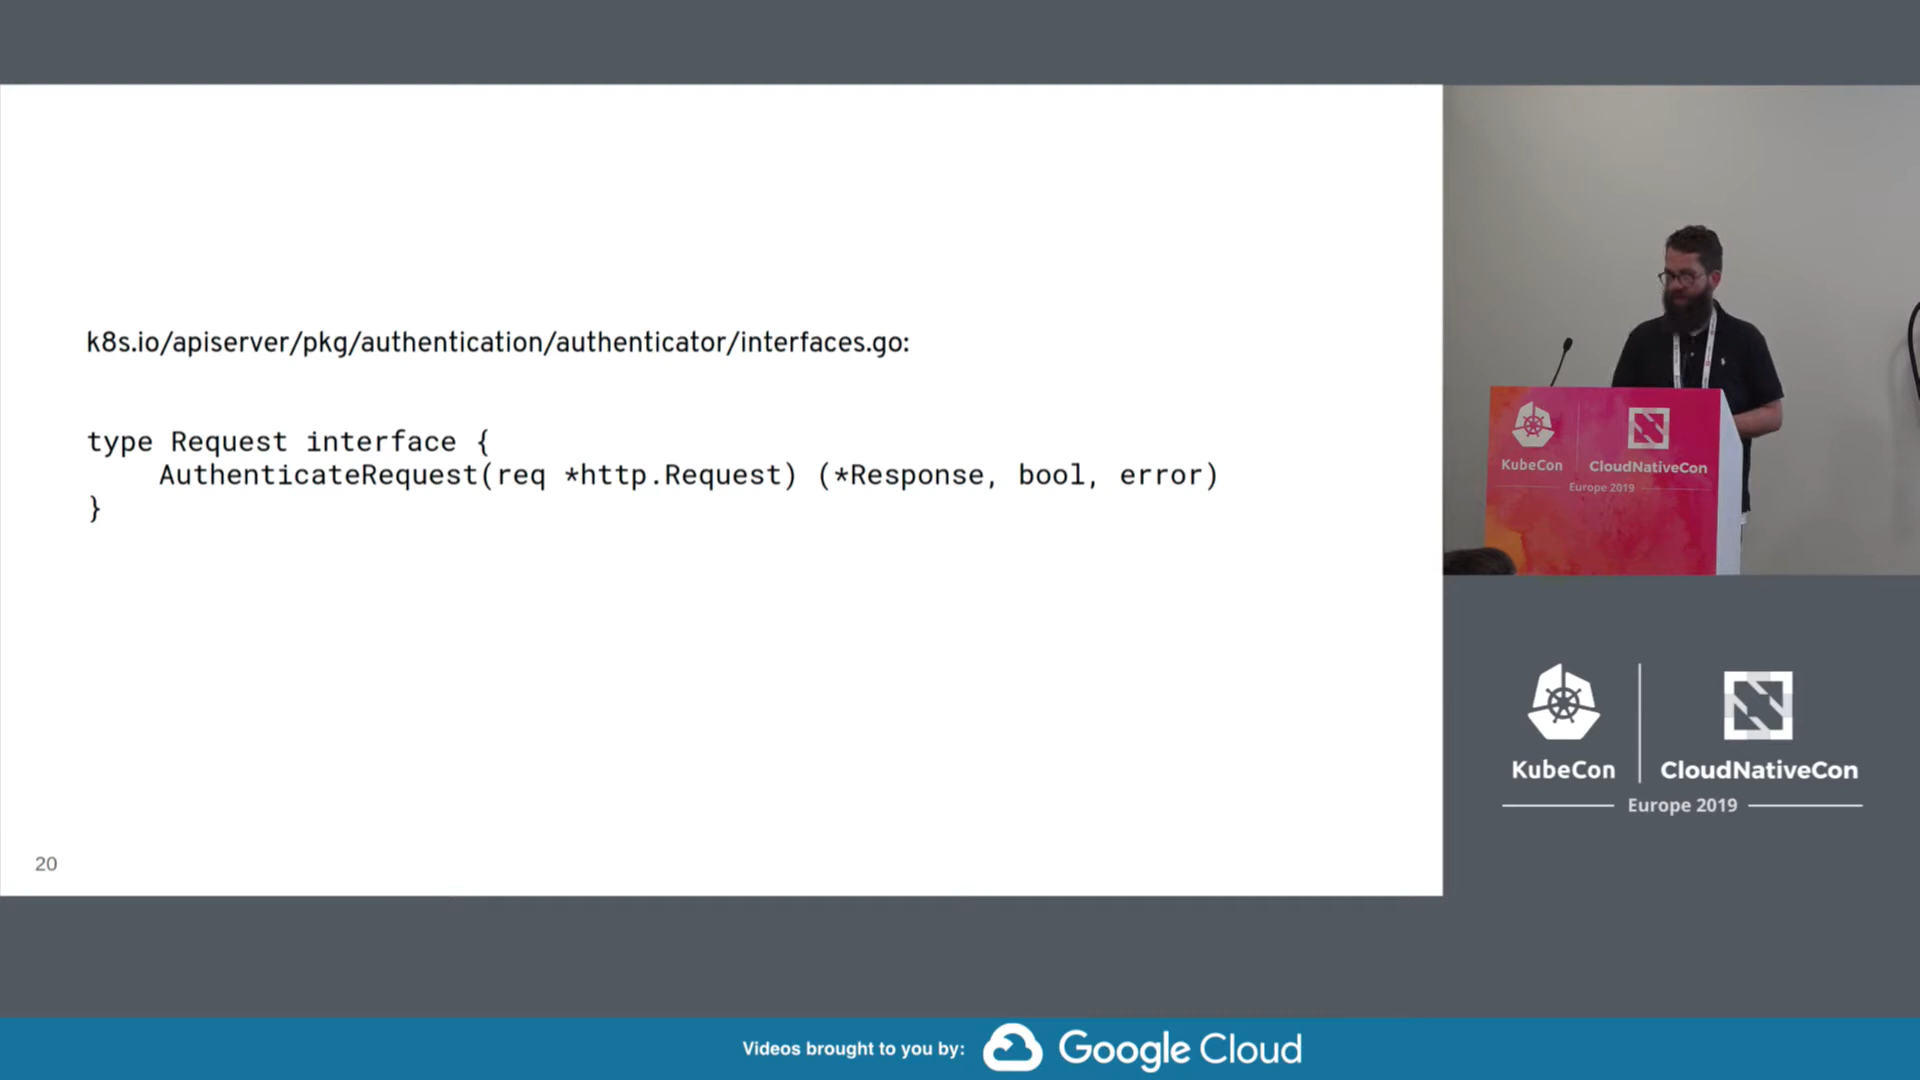 k8s.io/apiserver/pkg/authentication/authenticator/interfaces.go:
type Request interface {
AuthenticateRequest(req *http.Request) (*Response, bool, error)
}
20
KubeCon
CloudNativeCon
Europe 2019
KubeCon
CloudNativeCon
Europe 2019
Videos brought to you by:
Google Cloud